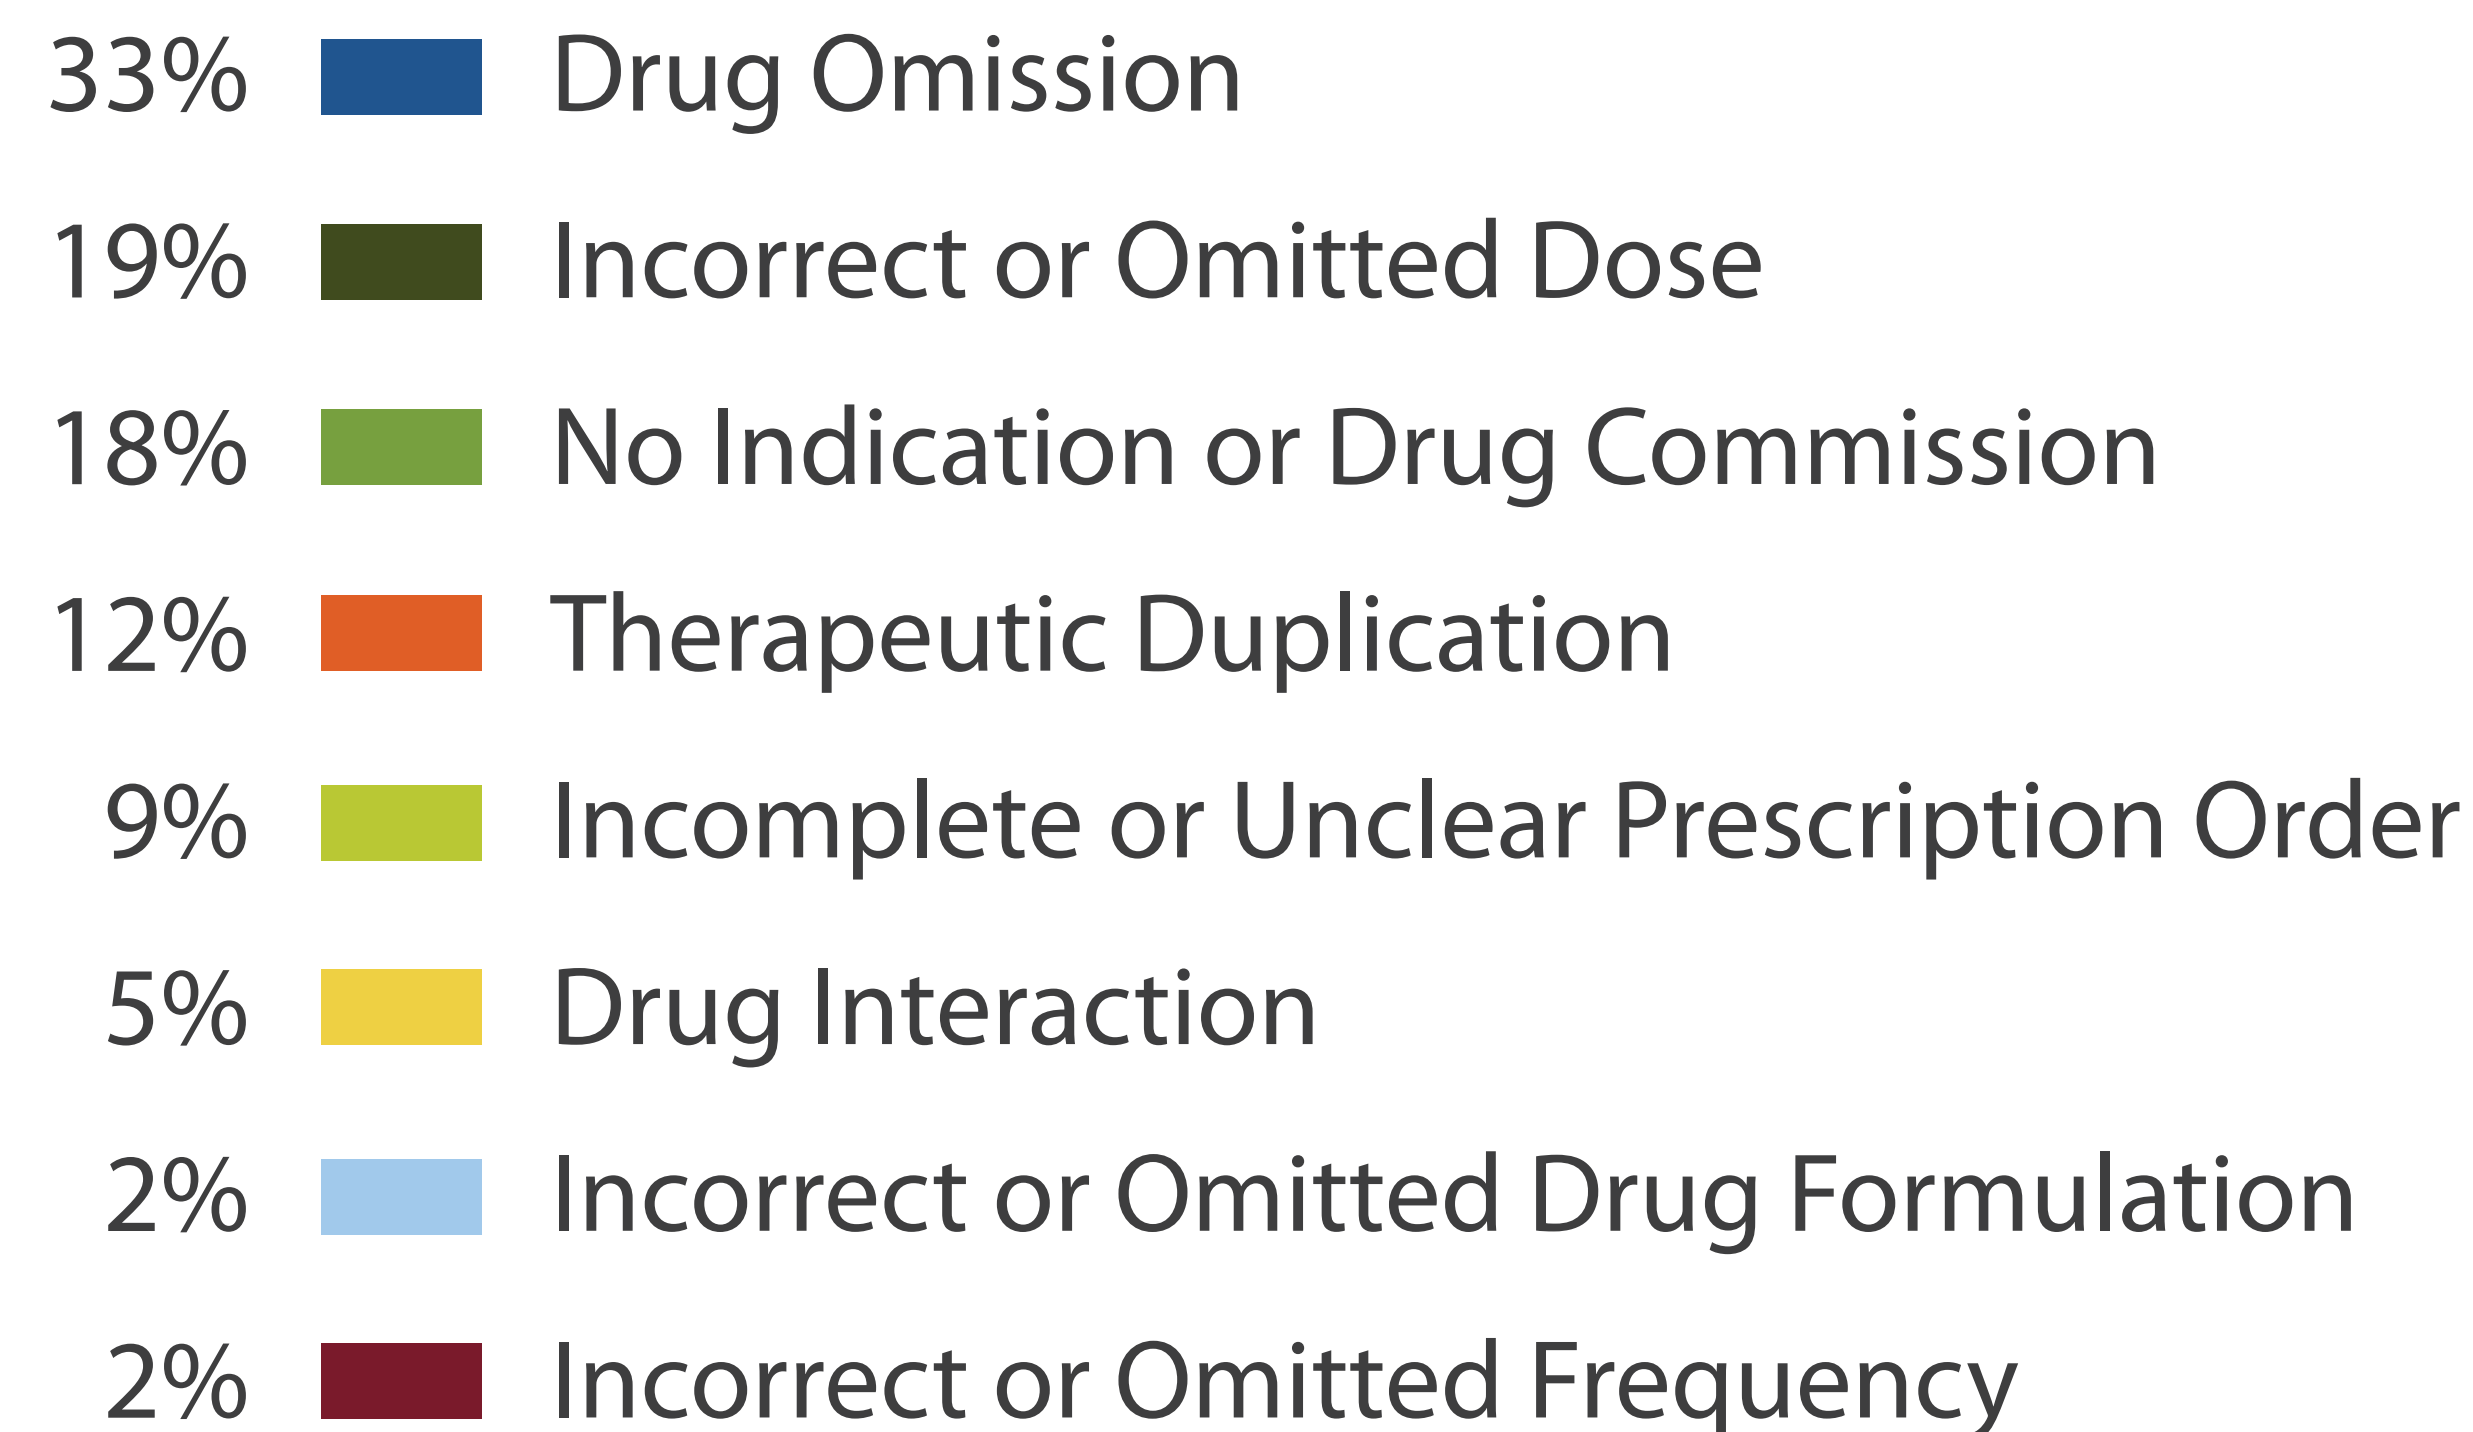 33% Drug Omission
19% Incorrect or Omitted Dose
18% No Indication or Drug Commission
12% Therapeutic Duplication
9% Incomplete or Unclear Prescription Order
5% Drug Interaction
2% Incorrect or Omitted Drug Formulation
2% Incorrect or Omitted Frequency